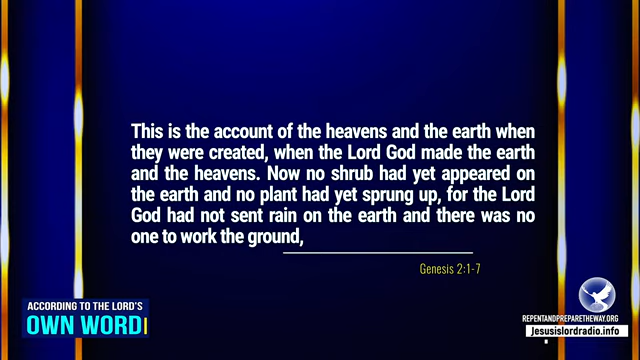 This is the account of the heavens and the earth when
they were created, when the Lord God made the earth
and the heavens. Now no shrub had yet appeared on
the earth and no plant had yet sprung up, for the Lord
God had not sent rain on the earth and there was no
one to work the ground,
Genesis 2:1-7
ACCORDING TO THE LORD'S
OWN WORD
REPENTANDPREPARETHEWAY.ORG
Jesusislordradio.info